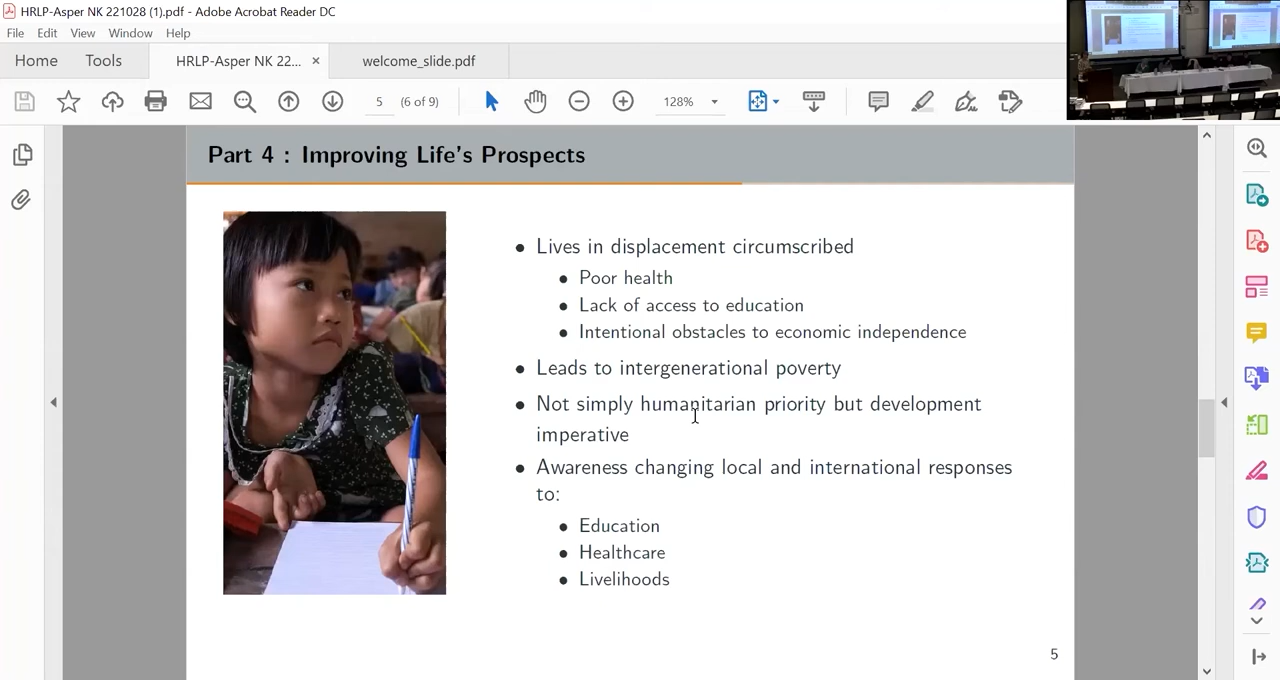 HRLP-Asper NK 221028 (1).pdf - Adobe Acrobat Reader DC
File Edit View Window Help
Home Tools HRLP-Asper NK 22... × welcome_slide.pdf
5 (6 of 9) 128%
Part 4 : Improving Life's Prospects
• Lives in displacement circumscribed
• Poor health
• Lack of access to education
• Intentional obstacles to economic independence
• Leads to intergenerational poverty
• Not simply humanitarian priority but development
imperative
• Awareness changing local and international responses
to:
• Education
• Healthcare
• Livelihoods
5